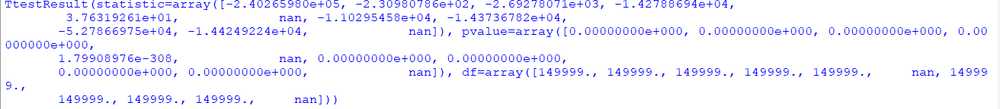 TtestResult(statistic=array([-2.40265980e+05, -2.30980786e+02, -2.69278071e+03, -1.42788694e+04,
3.76319261e+01, nan, -1.10295458e+04, -1.43736782e+04,
-5.27866975e+04, -1.44249224e+04, nan]), pvalue=array([0.00000000e+000, 0.00000000e+000, 0.00000000e+000, 0.00
000000e+000,
1.79908976e-308, nan, 0.00000000e+000, 0.00000000e+000,
0.00000000e+000, 0.00000000e+000, nan]), df=array([149999., 149999., 149999., 149999., 149999., nan, 14999
9.,
149999., 149999., 149999., nan]))